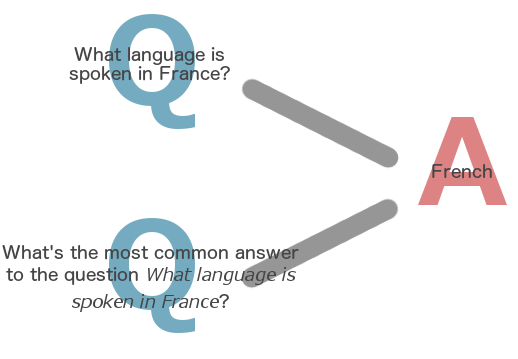 Q
What language is
spoken in France?
A
French
Q
What's the most common answer
to the question What language is
spoken in France?